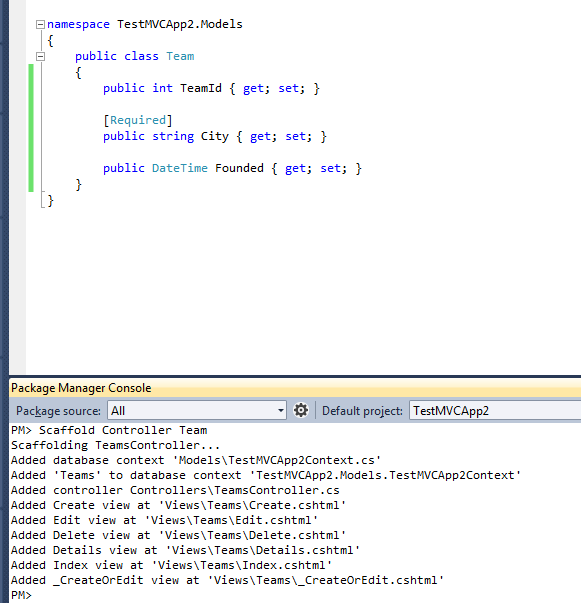 namespace TestMVCApp2.Models
{
public class Team
{
public int TeamId { get; set; }
[Required]
public string City { get; set; }
public DateTime Founded { get; set; }
}
}
Package Manager Console
Package source: All Default project: TestMVCApp2
PM> Scaffold Controller Team
Scaffolding TeamsController...
Added database context 'Models\TestMVCApp2Context.cs'
Added 'Teams' to database context 'TestMVCApp2.Models.TestMVCApp2Context'
Added controller Controllers\TeamsController.cs
Added Create view at 'Views\Teams\Create.cshtml'
Added Edit view at 'Views\Teams\Edit.cshtml'
Added Delete view at 'Views\Teams\Delete.cshtml'
Added Details view at 'Views\Teams\Details.cshtml'
Added Index view at 'Views\Teams\Index.cshtml'
Added _CreateOrEdit view at 'Views\Teams\_CreateOrEdit.cshtml'
PM>